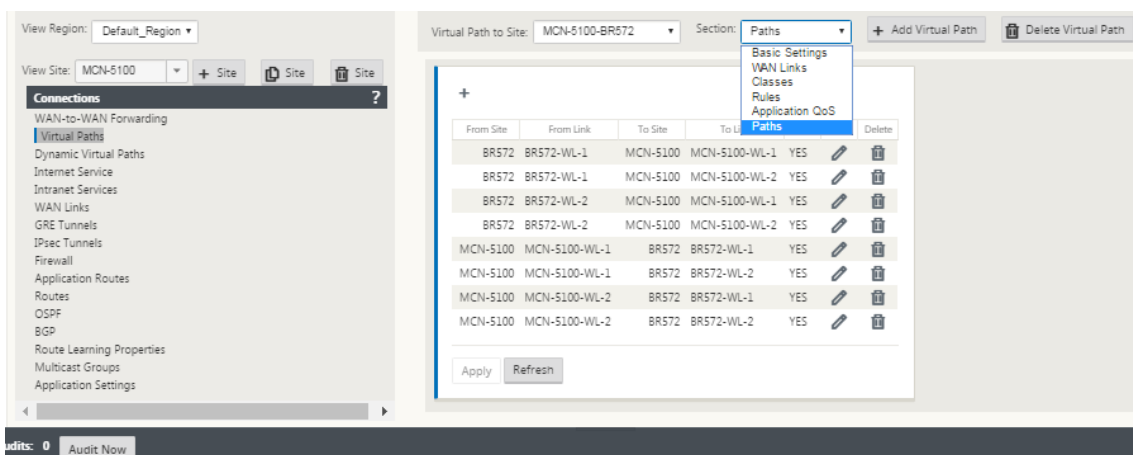 View Region: Default_Region
Virtual Path to Site: MCN-5100-BR572 Section: Paths + Add Virtual Path Delete Virtual Path
Basic Settings
WAN Links
Classes
Rules
Application QoS
Paths
View Site: MCN-5100 + Site Site Site
Connections ?
WAN-to-WAN Forwarding
Virtual Paths
Dynamic Virtual Paths
Internet Service
Intranet Services
WAN Links
GRE Tunnels
IPsec Tunnels
Firewall
Application Routes
Routes
OSPF
BGP
Route Learning Properties
Multicast Groups
Application Settings
+
From Site From Link To Site To Li Delete
BR572 BR572-WL-1 MCN-5100 MCN-5100-WL-1 YES
BR572 BR572-WL-1 MCN-5100 MCN-5100-WL-2 YES
BR572 BR572-WL-2 MCN-5100 MCN-5100-WL-1 YES
BR572 BR572-WL-2 MCN-5100 MCN-5100-WL-2 YES
MCN-5100 MCN-5100-WL-1 BR572 BR572-WL-1 YES
MCN-5100 MCN-5100-WL-1 BR572 BR572-WL-2 YES
MCN-5100 MCN-5100-WL-2 BR572 BR572-WL-1 YES
MCN-5100 MCN-5100-WL-2 BR572 BR572-WL-2 YES
Apply Refresh
udits: 0 Audit Now